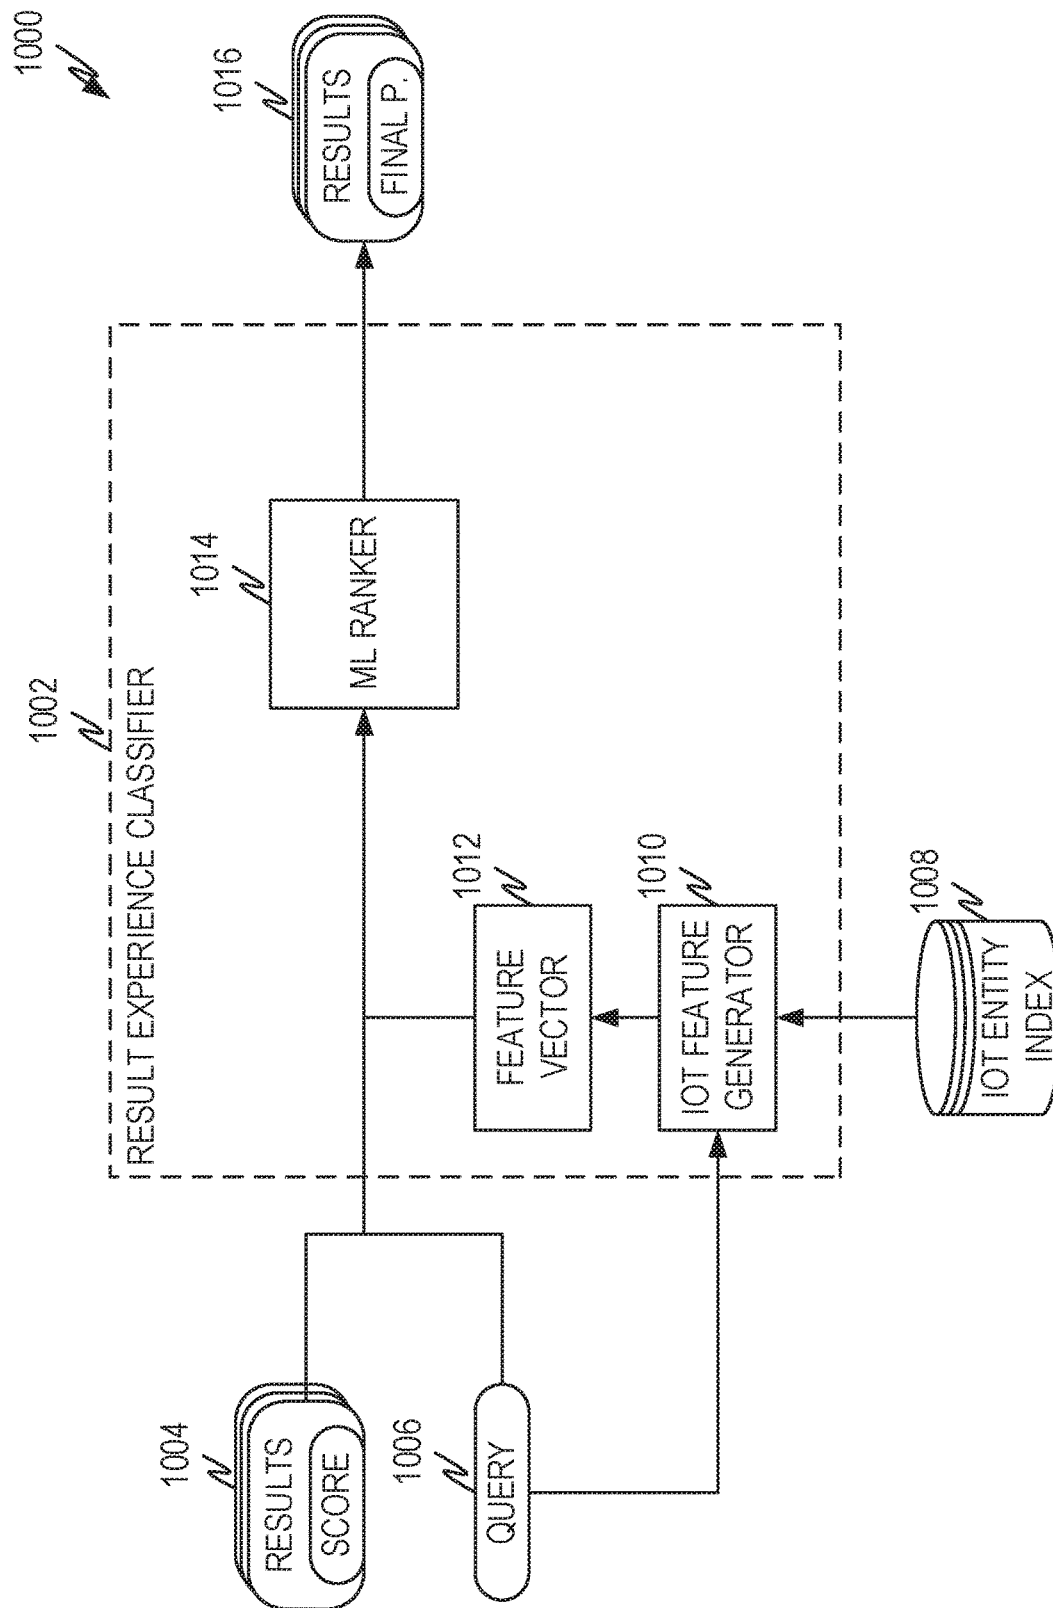 1000
1002
RESULT EXPERIENCE CLASSIFIER
1004
RESULTS
SCORE
1006
QUERY
1014
ML RANKER
1016
RESULTS
FINAL P.
1012
FEATURE
VECTOR
1010
IOT FEATURE
GENERATOR
1008
IOT ENTITY
INDEX